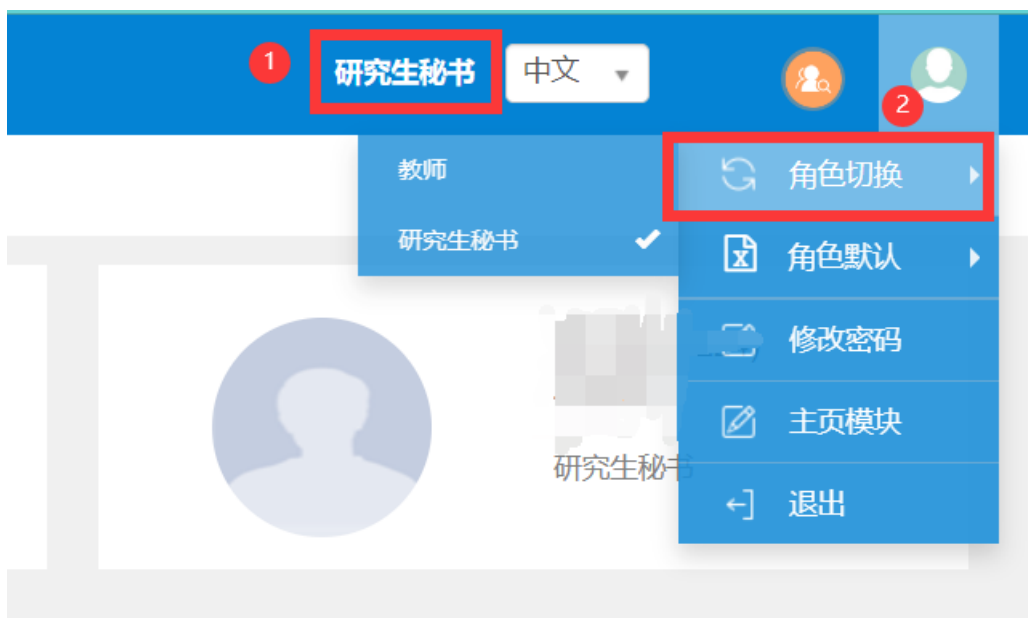 1
研究生秘书
中文
2
教师
研究生秘书
角色切换
角色默认
修改密码
主页模块
退出
研究生秘书